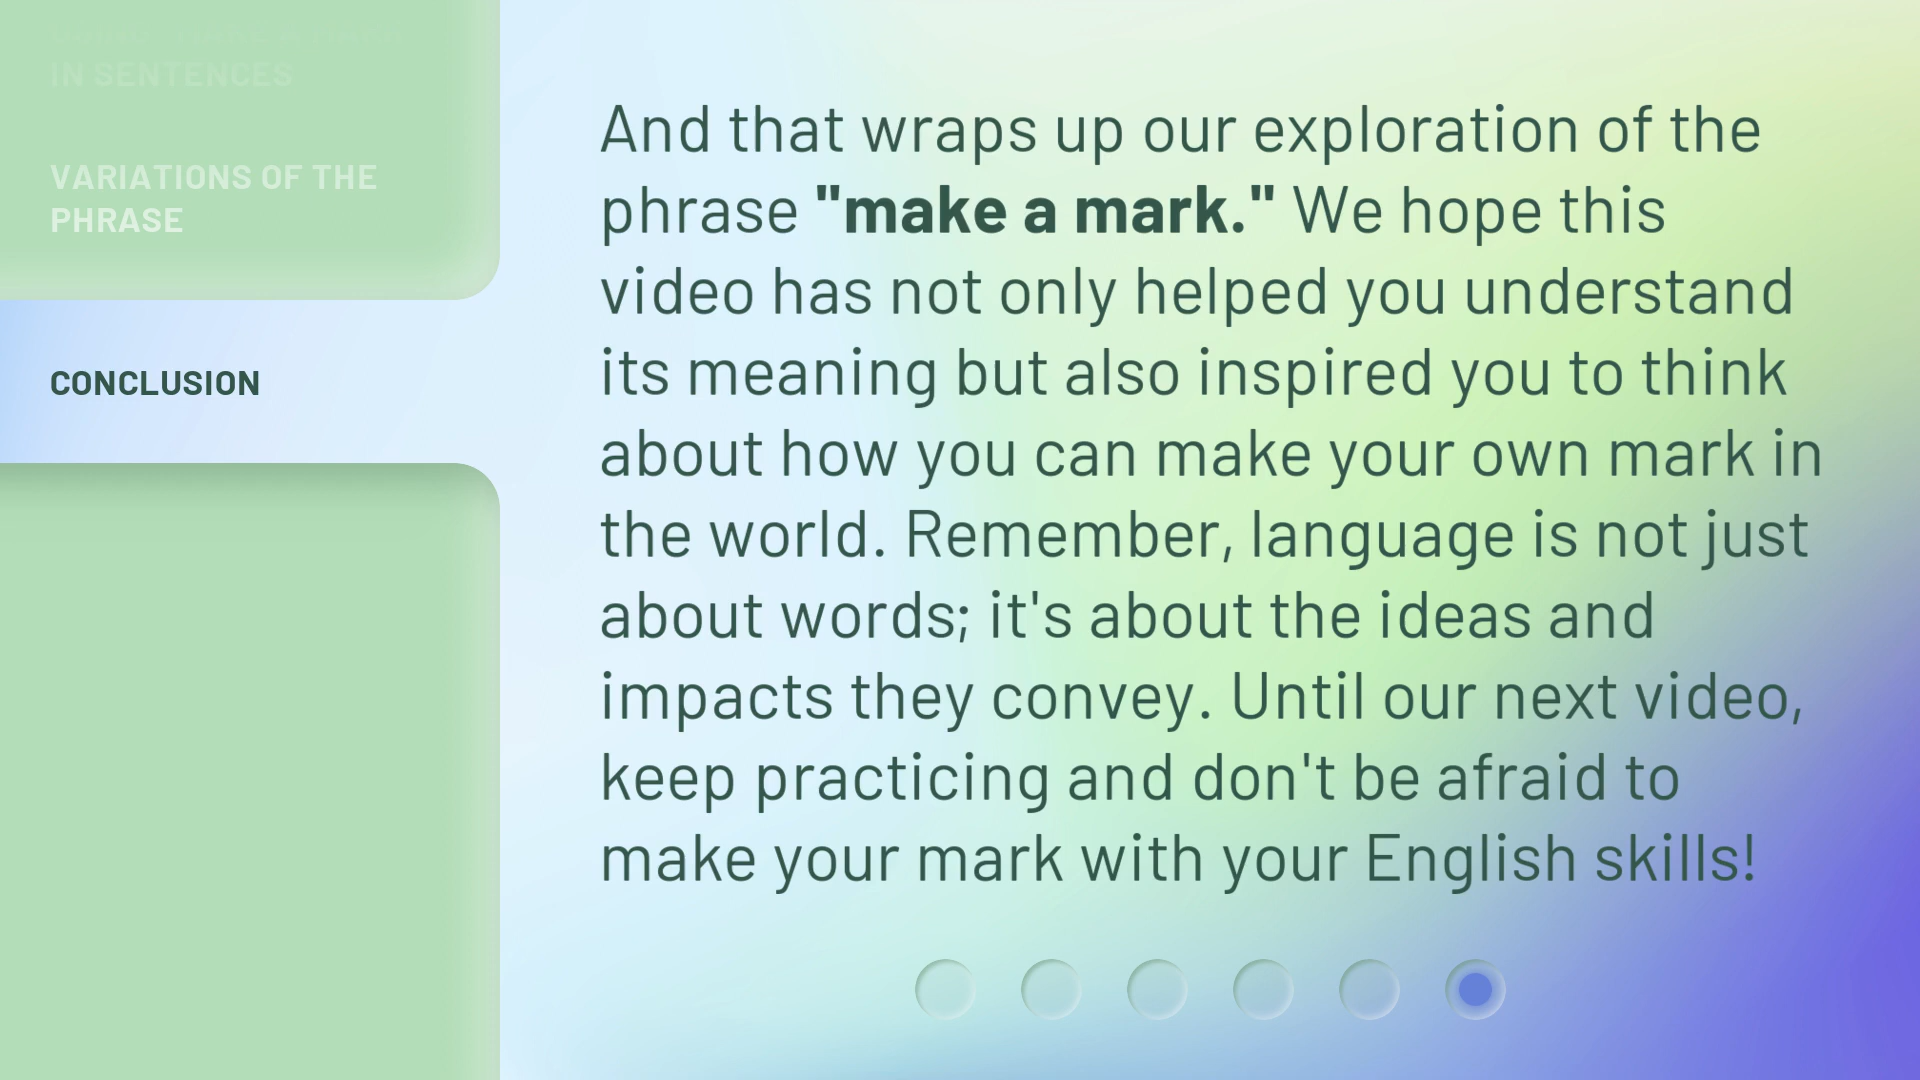 IN SENTENCES
VARIATIONS OF THE
PHRASE
CONCLUSION
And that wraps up our exploration of the
phrase "make a mark." We hope this
video has not only helped you understand
its meaning but also inspired you to think
about how you can make your own mark in
the world. Remember, language is not just
about words; it's about the ideas and
impacts they convey. Until our next video,
keep practicing and don't be afraid to
make your mark with your English skills!